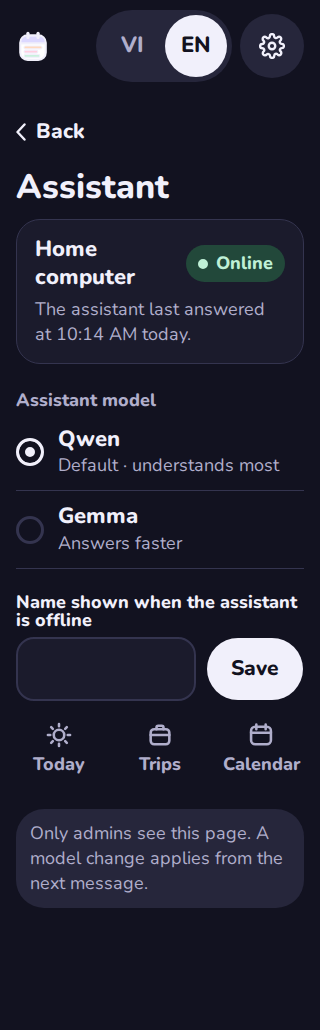 VI EN
Back
Assistant
Home
computer
Online
The assistant last answered
at 10:14 AM today.
Assistant model
Qwen
Default · understands most
Gemma
Answers faster
Name shown when the assistant
is offline
Save
Today Trips Calendar
Only admins see this page. A
model change applies from the
next message.